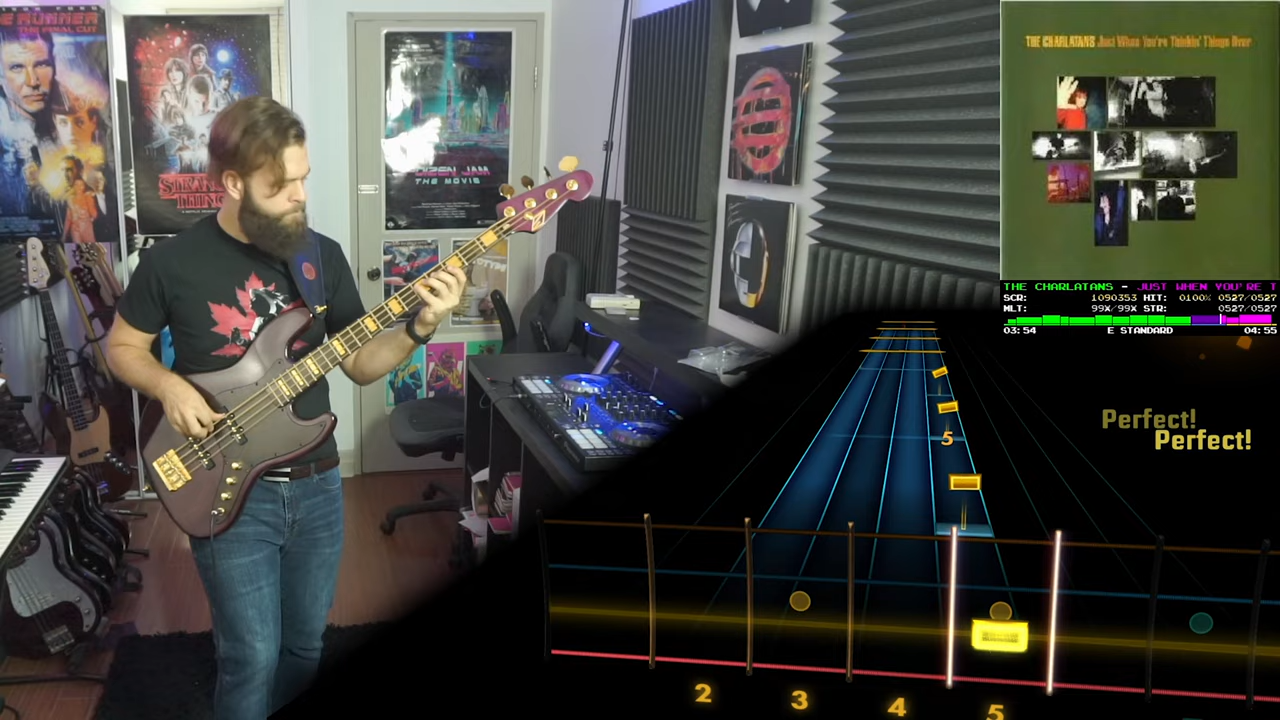 E RUNNER
THE FINAL CUT
STRANGER
THINGS
THE MOVIE
THE CHARLATANS Just When You're Thinkin' Things Over
THE CHARLATANS - JUST WHEN YOU'RE T
SCR: 1090353 HIT: 0100% 0527/0527
MLT: 99X/99X STR: 0527/0527
03:54 E STANDARD 04:55
Perfect!
Perfect!
5
2 3 4 5